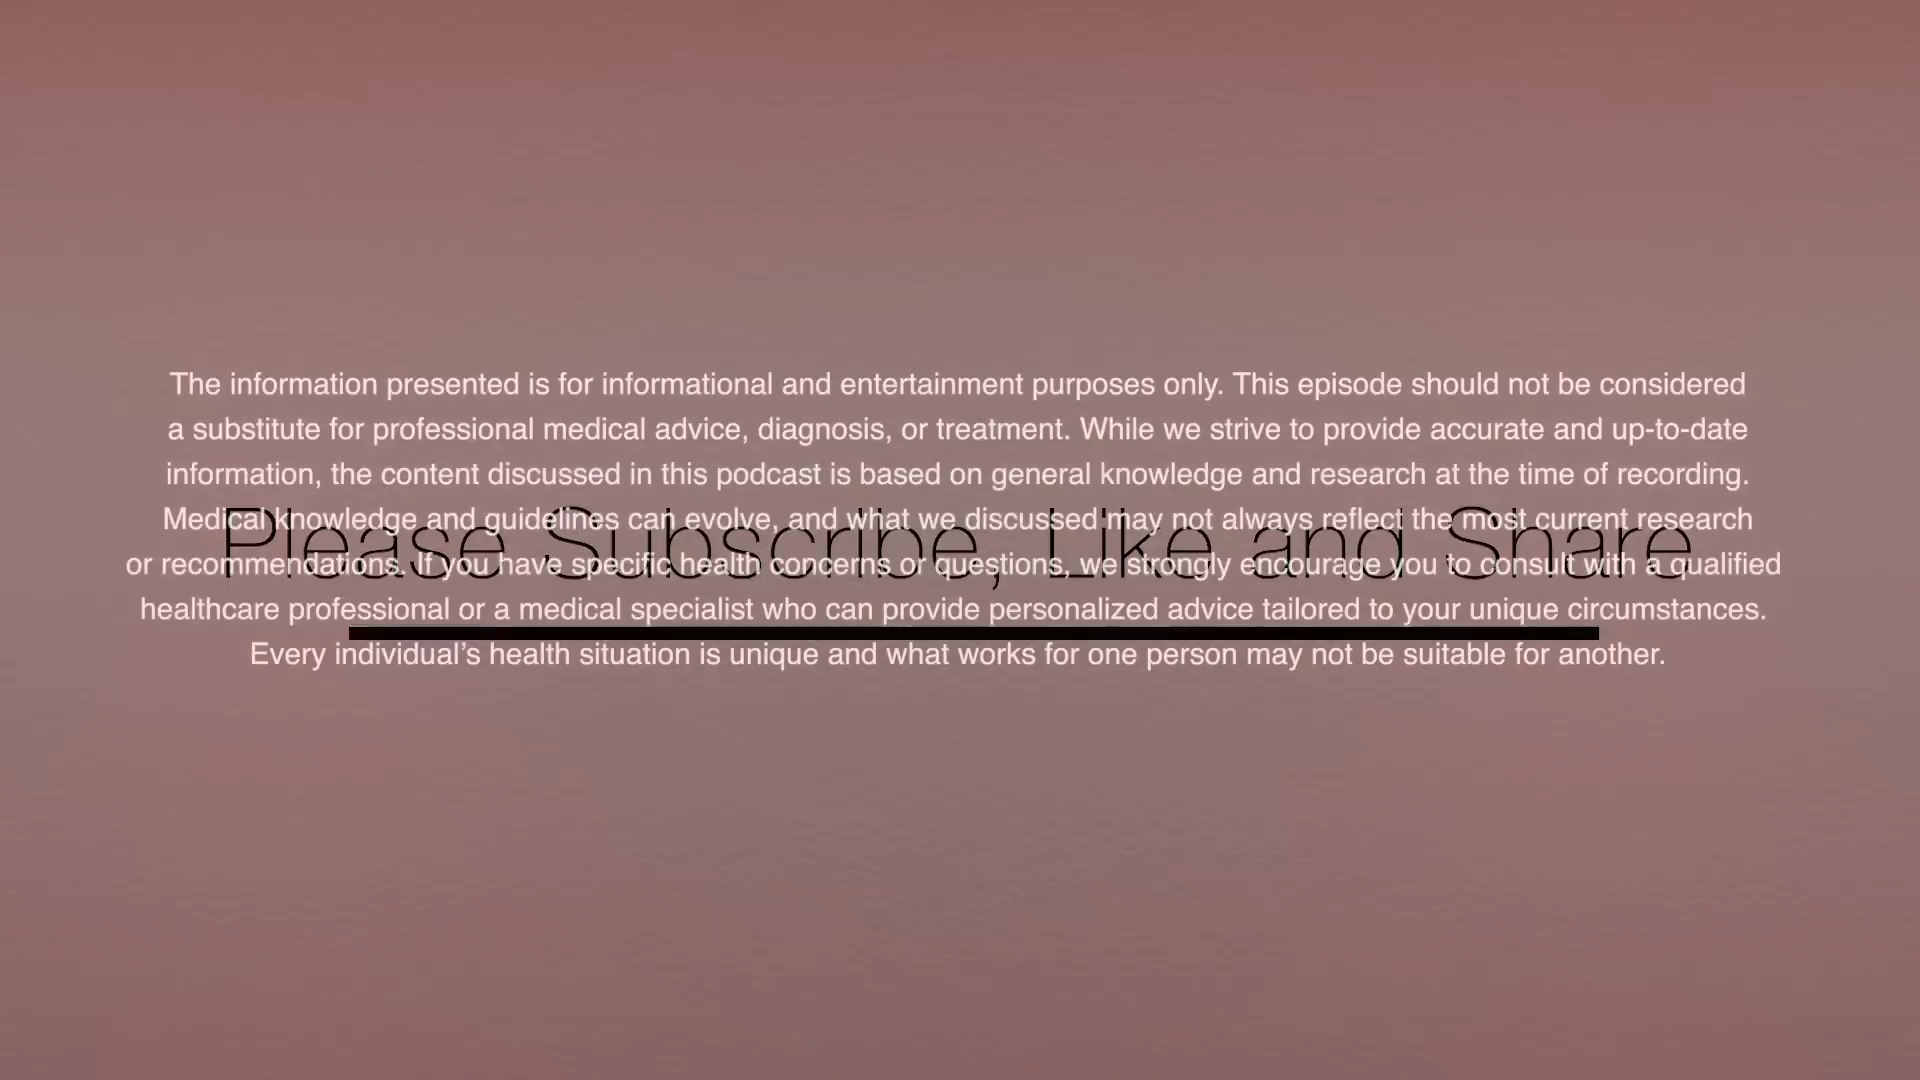 The information presented is for informational and entertainment purposes only. This episode should not be considered
a substitute for professional medical advice, diagnosis, or treatment. While we strive to provide accurate and up-to-date
information, the content discussed in this podcast is based on general knowledge and research at the time of recording.
Medical knowledge and guidelines can evolve, and what we discussed may not always reflect the most current research
Please Subscribe, Like and Share
or recommendations. If you have specific health concerns or questions, we strongly encourage you to consult with a qualified
healthcare professional or a medical specialist who can provide personalized advice tailored to your unique circumstances.
Every individual’s health situation is unique and what works for one person may not be suitable for another.